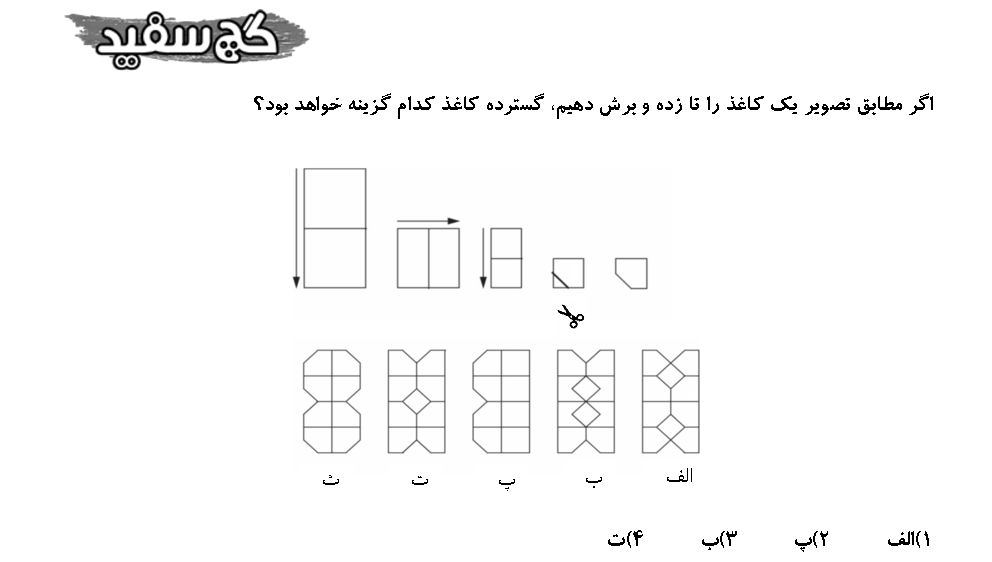 گچ سفید
اگر مطابق تصویر یک کاغذ را تا زده و برش دهیم، گسترده کاغذ کدام گزینه خواهد بود؟
الف ب پ ت ث
۱)الف ۲)پ ۳)ب ۴)ت